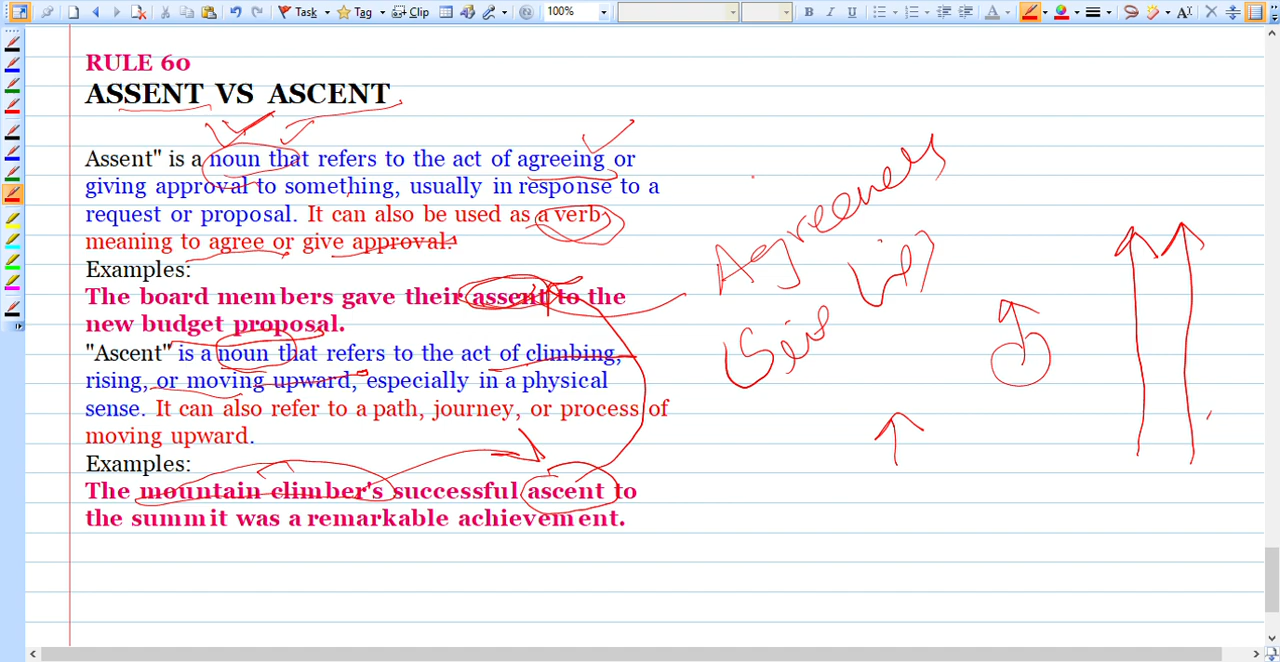 Task
Tag
Clip
100%
B I U
RULE 60
ASSENT VS ASCENT
Assent" is a noun that refers to the act of agreeing or
giving approval to something, usually in response to a
request or proposal. It can also be used as a verb
meaning to agree or give approval.
Examples:
The board members gave their assent to the
new budget proposal.
"Ascent" is a noun that refers to the act of climbing,
rising, or moving upward, especially in a physical
sense. It can also refer to a path, journey, or process of
moving upward.
Examples:
The mountain climber's successful ascent to
the summit was a remarkable achievement.